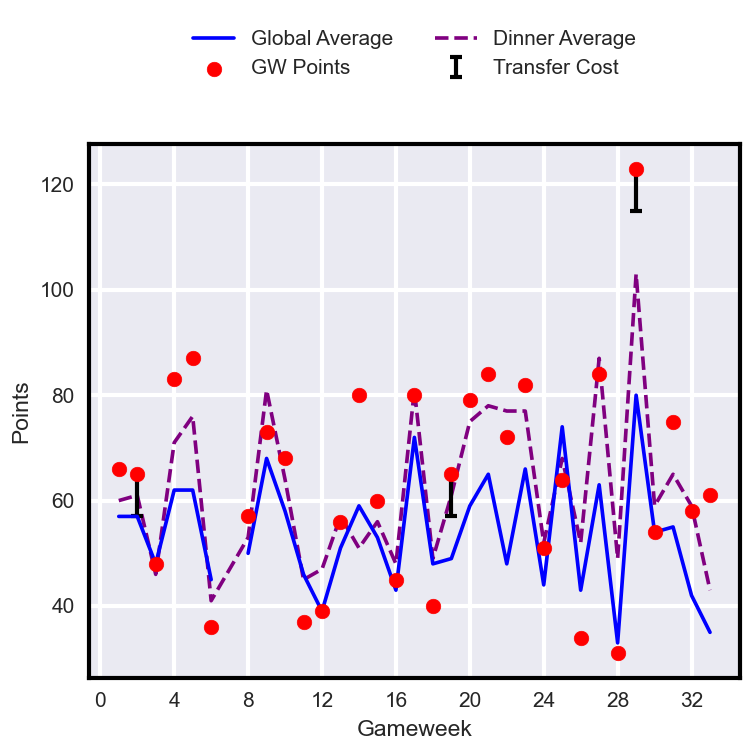 Global Average
Dinner Average
GW Points
Transfer Cost
120
100
80
60
40
Points
0 4 8 12 16 20 24 28 32
Gameweek